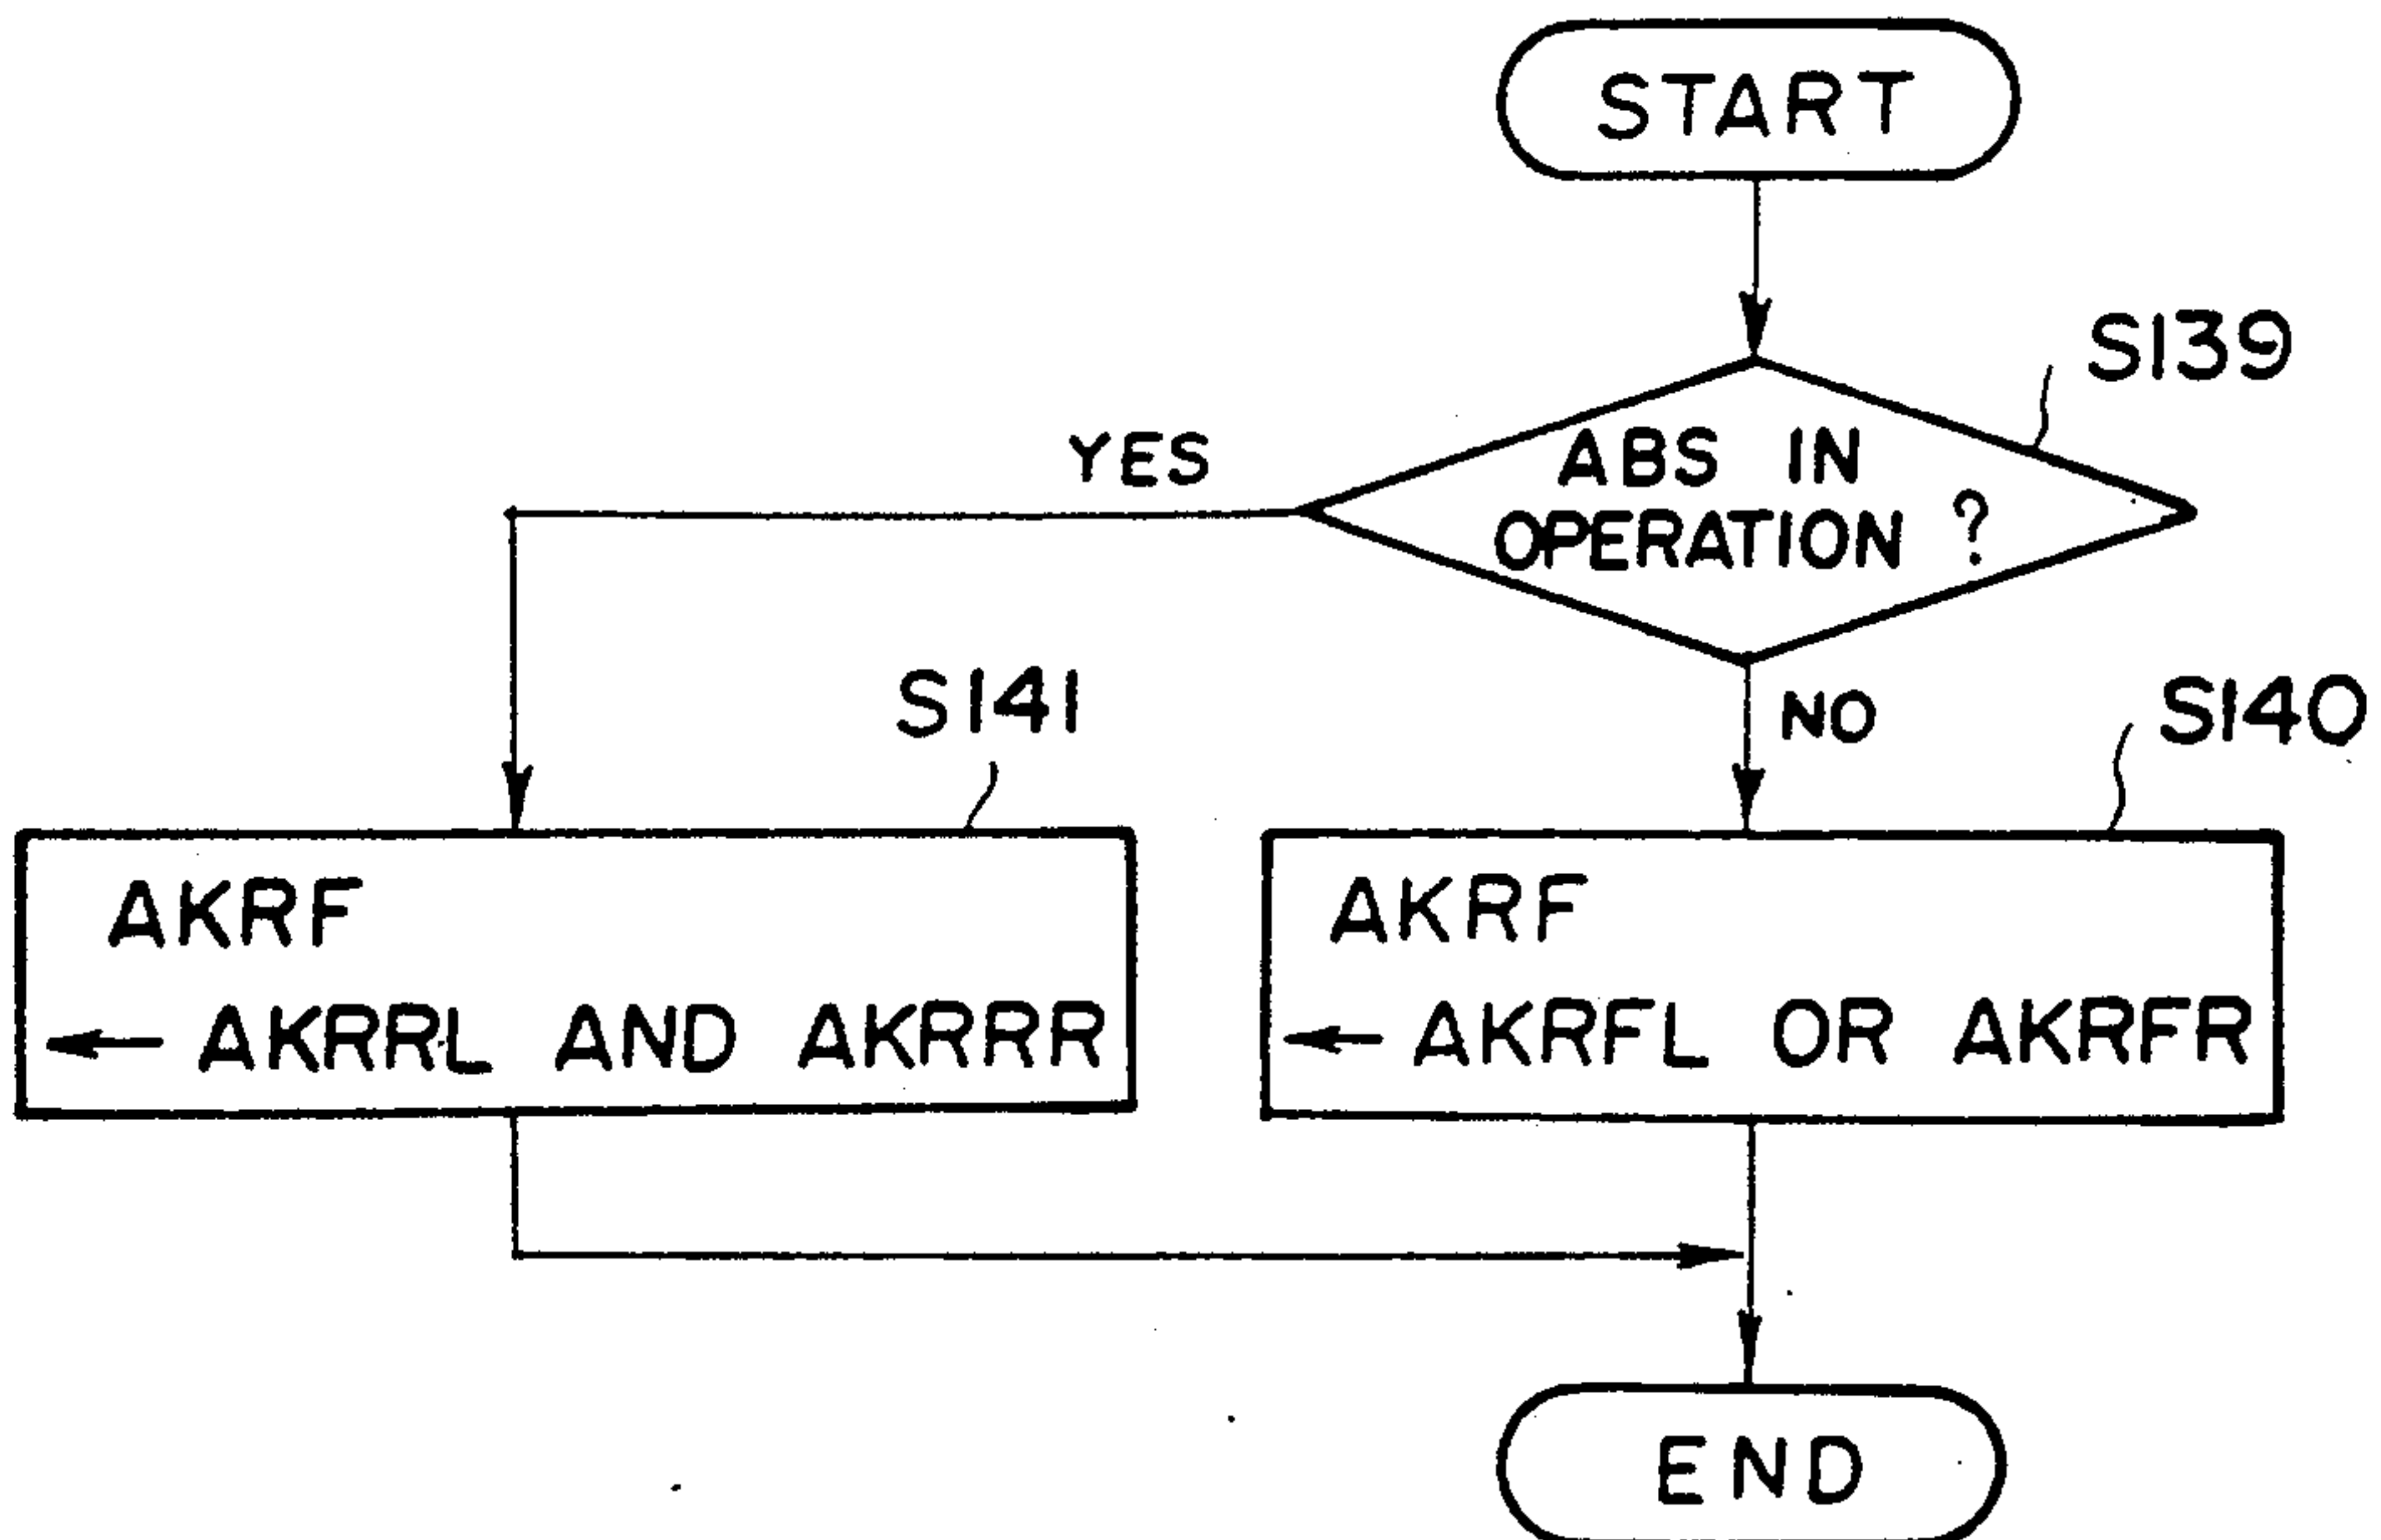 START
S139
ABS IN
OPERATION ?
YES
NO
S141
S140
AKRF
← AKRRL AND AKRRR
AKRF
← AKRFL OR AKRFR
END